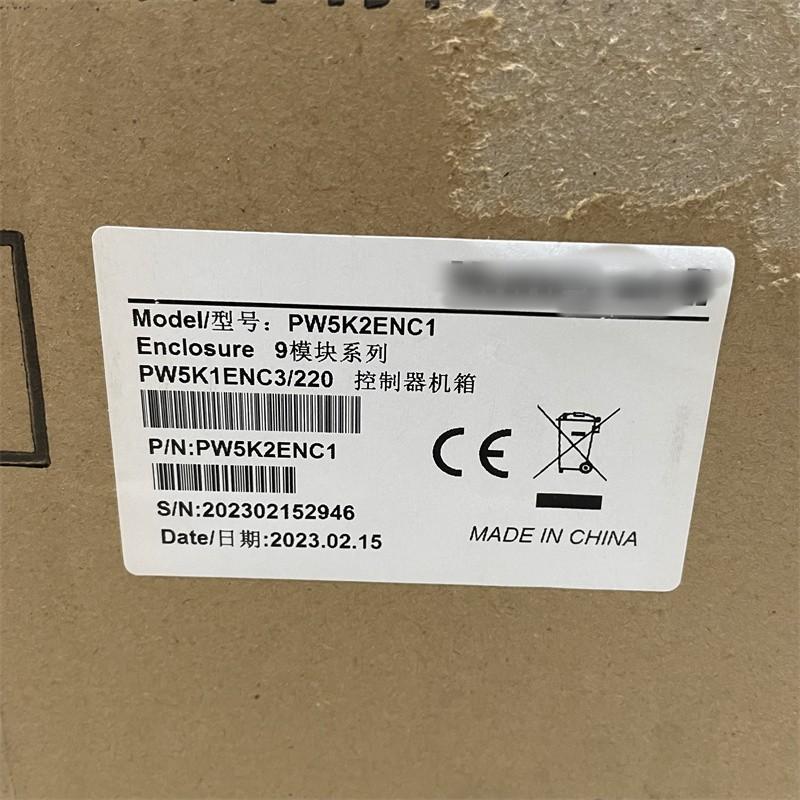 Model/型号：PW5K2ENC1
Enclosure 9模块系列
PW5K1ENC3/220 控制器机箱
P/N:PW5K2ENC1
S/N:202302152946
Date/日期:2023.02.15
CE
MADE IN CHINA